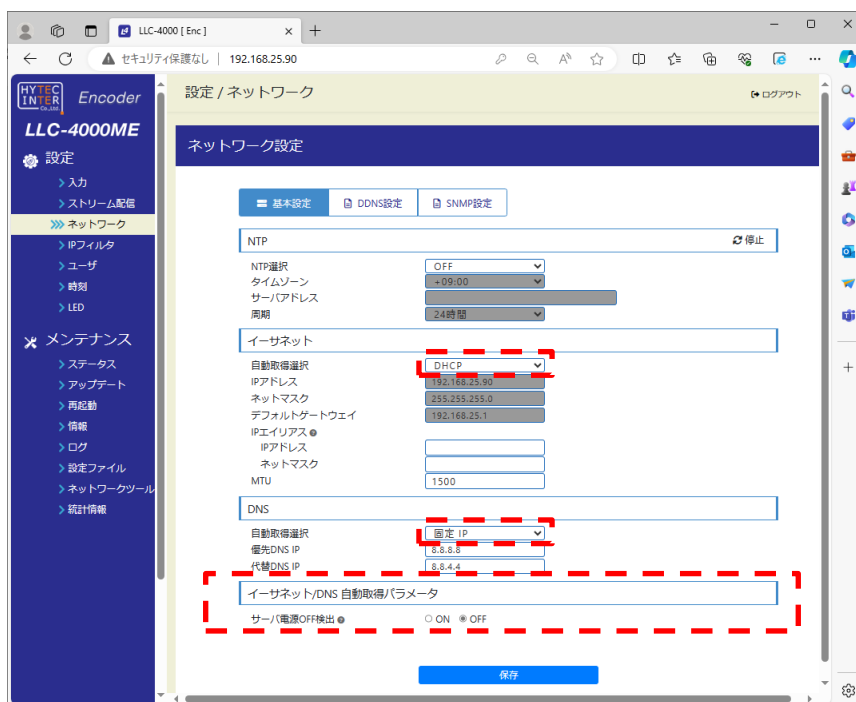 LLC-4000 [ Enc ]
セキュリティ保護なし | 192.168.25.90
HYTEC INTER Co.,Ltd. Encoder
LLC-4000ME
設定
入力
ストリーム配信
ネットワーク
IPフィルタ
ユーザ
時刻
LED
メンテナンス
ステータス
アップデート
再起動
情報
ログ
設定ファイル
ネットワークツール
統計情報
設定 / ネットワーク
ログアウト
ネットワーク設定
基本設定 DDNS設定 SNMP設定
NTP 停止
NTP選択 OFF
タイムゾーン +09:00
サーバアドレス
周期 24時間
イーサネット
自動取得選択 DHCP
IPアドレス 192.168.25.90
ネットマスク 255.255.255.0
デフォルトゲートウェイ 192.168.25.1
IPエイリアス
IPアドレス
ネットマスク
MTU 1500
DNS
自動取得選択 固定 IP
優先DNS IP 8.8.8.8
代替DNS IP 8.8.4.4
イーサネット/DNS 自動取得パラメータ
サーバ電源OFF検出 ON OFF
保存